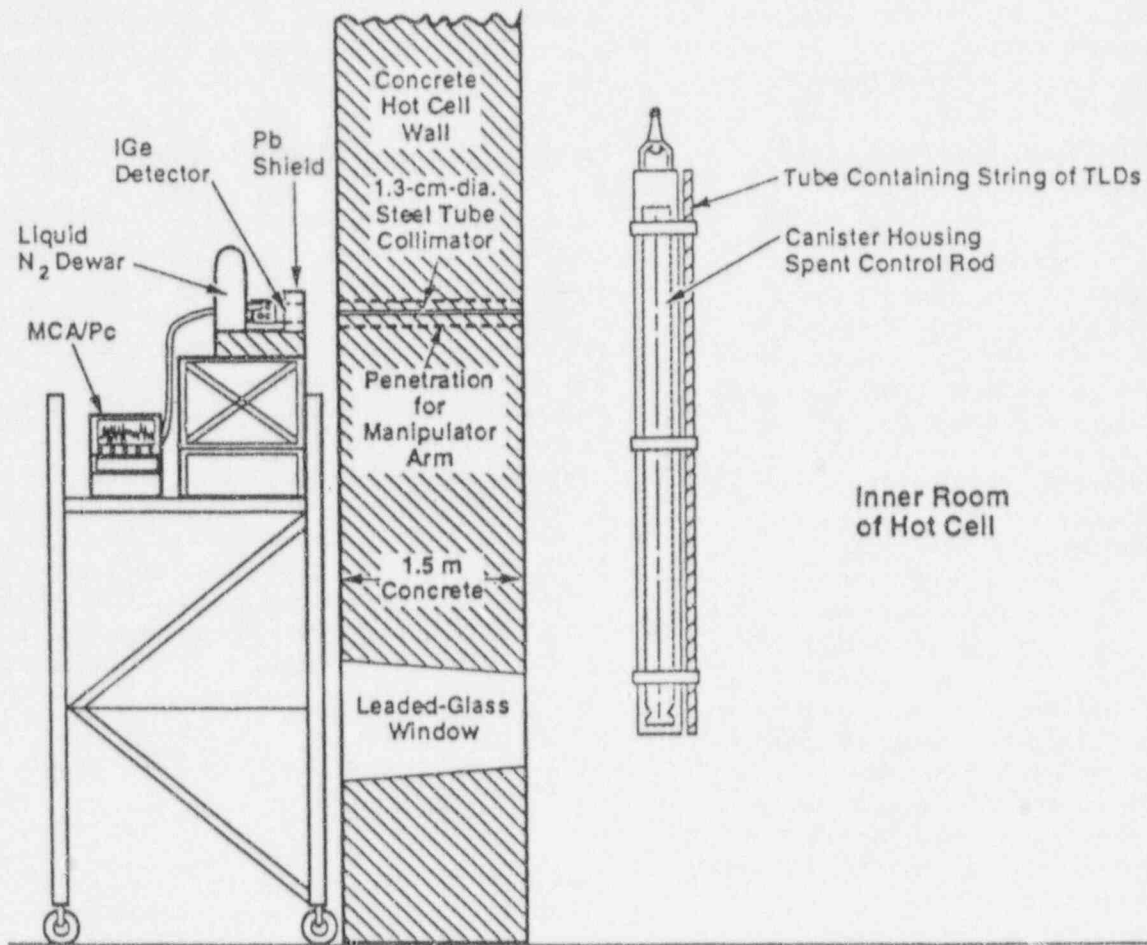 Concrete
Hot Cell
Wall
IGe
Detector
Pb
Shield
1.3-cm-dia.
Steel Tube
Collimator
Liquid
N2 Dewar
MCA/Pc
Penetration
for
Manipulator
Arm
1.5 m
Concrete
Leaded-Glass
Window
Tube Containing String of TLDs
Canister Housing
Spent Control Rod
Inner Room
of Hot Cell